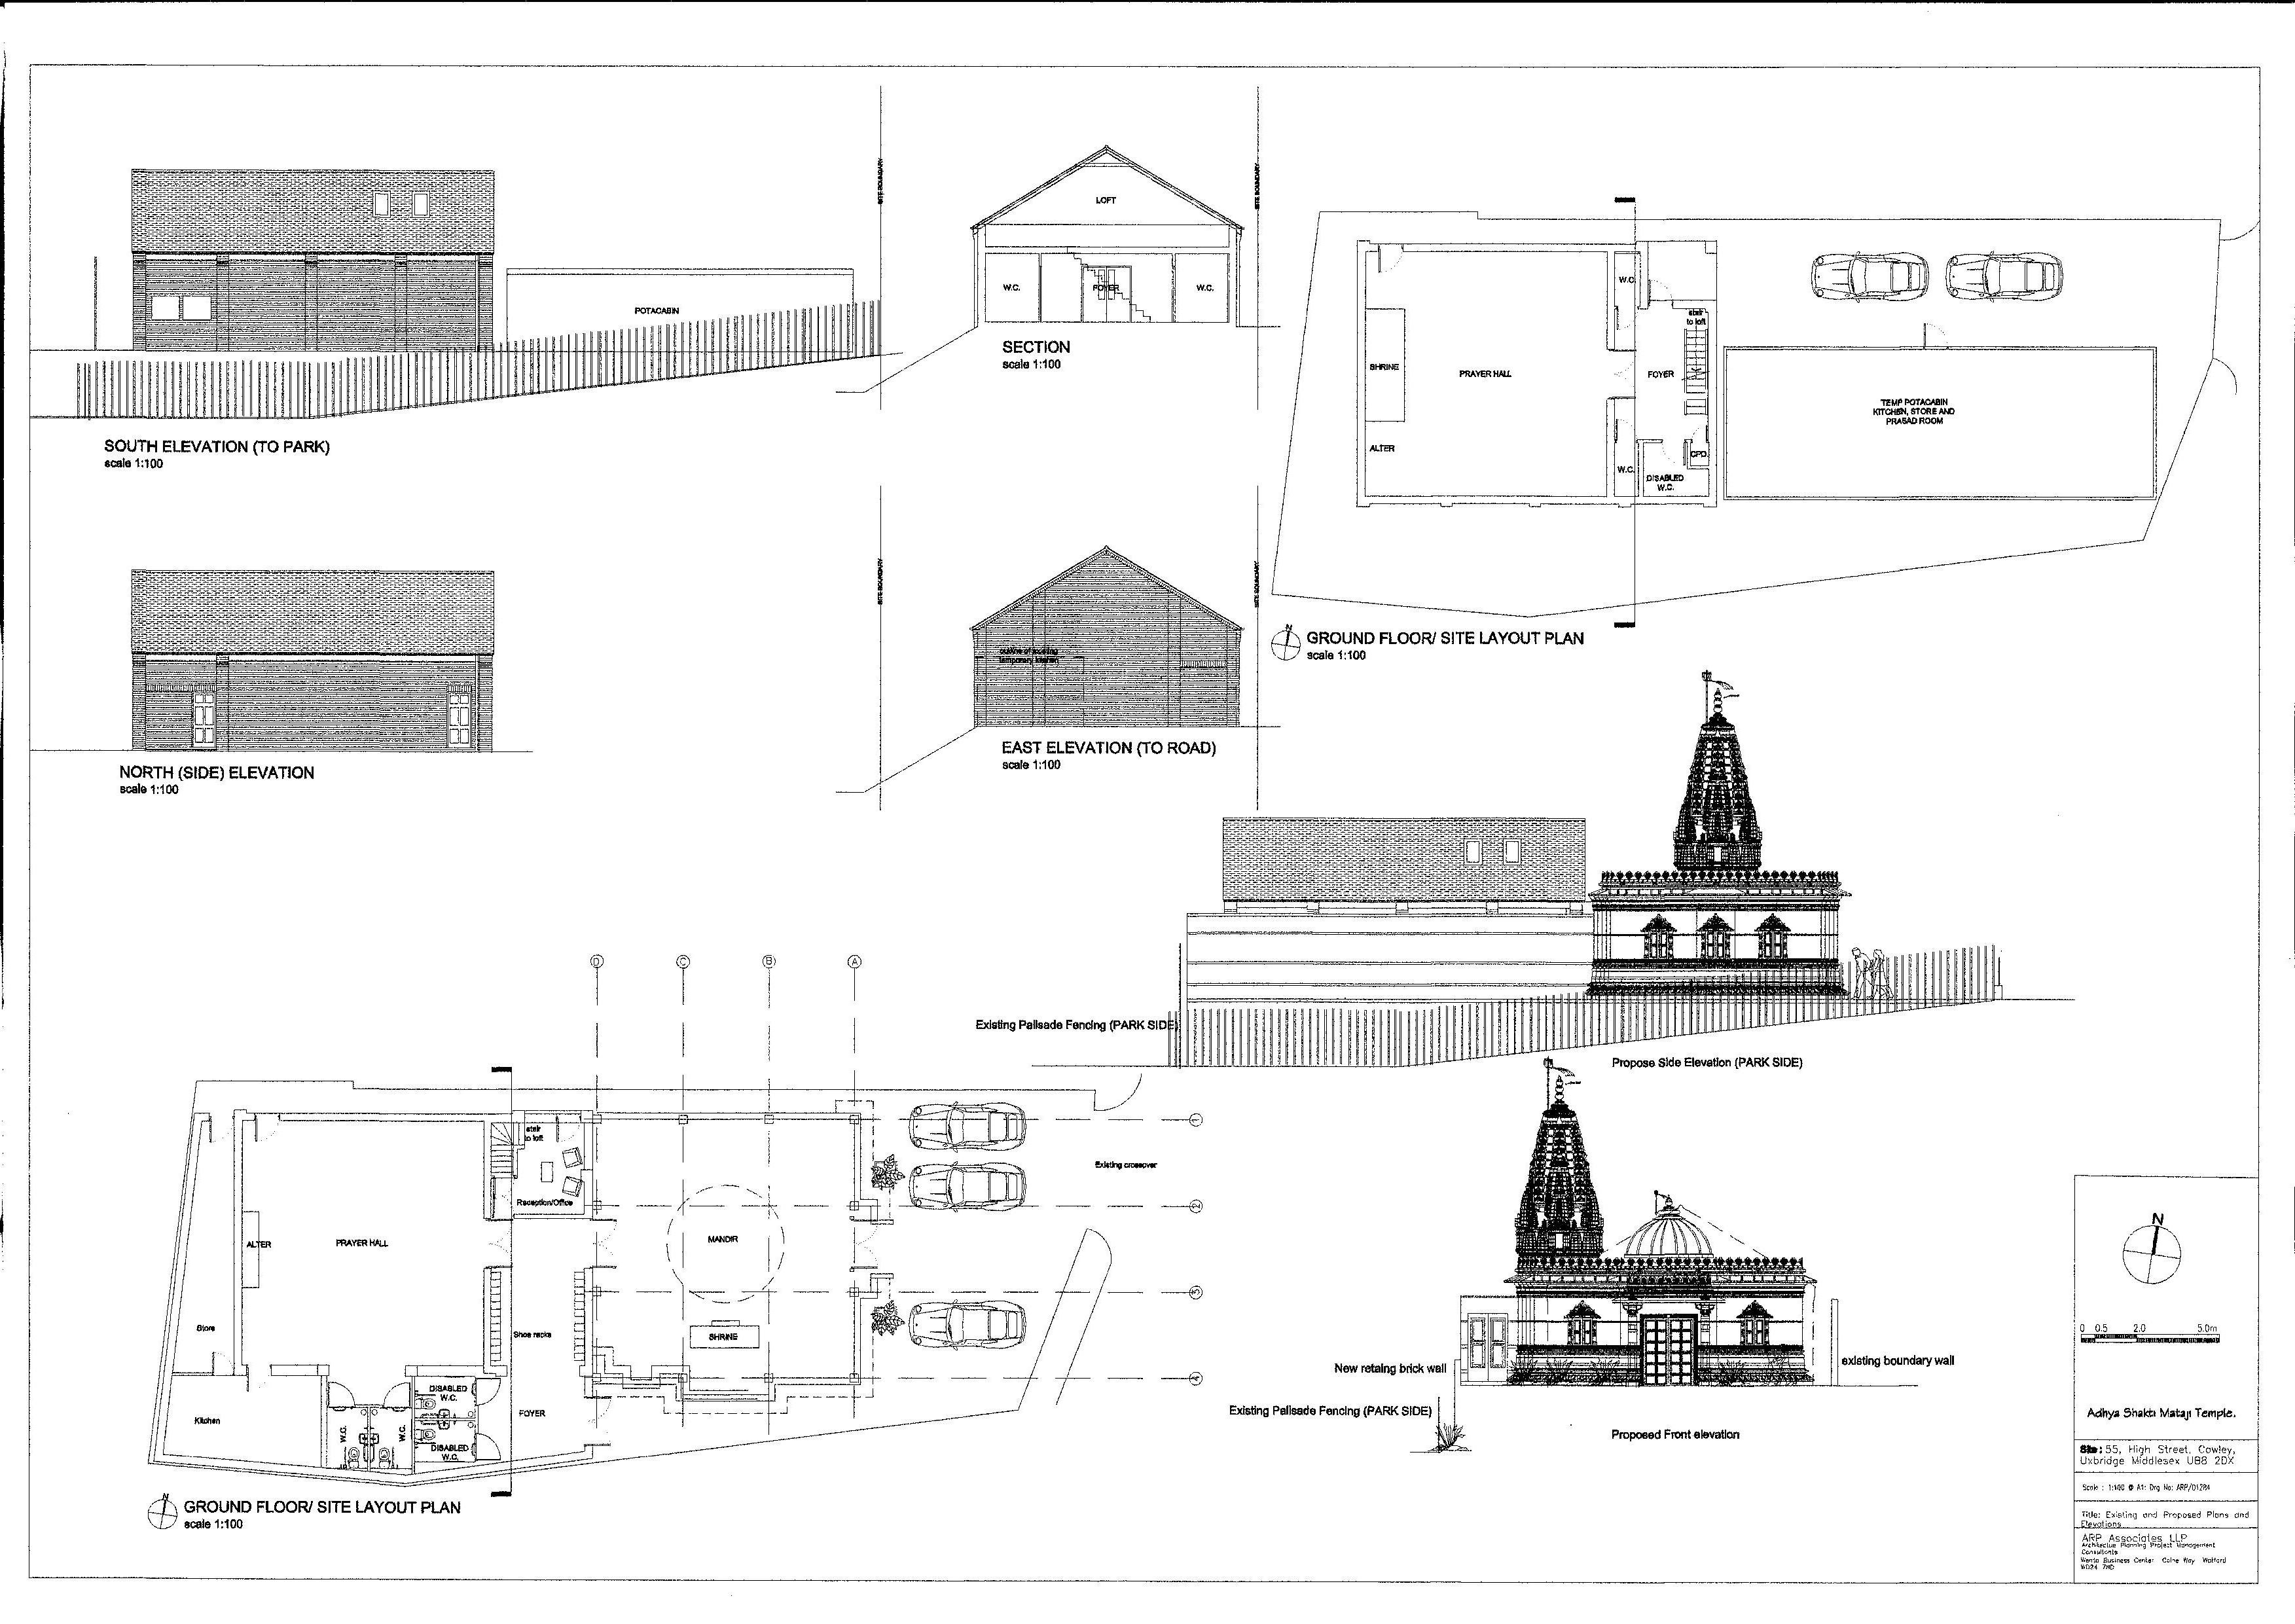 SITE BOUNDARY
SITE BOUNDARY
POTACABIN
SOUTH ELEVATION (TO PARK)
scale 1:100
LOFT
W.C.
FOYER
W.C.
SECTION
scale 1:100
W.C.
stair
to loft
SHRINE
PRAYER HALL
FOYER
ALTER
W.C.
CPD.
DISABLED
W.C.
TEMP POTACABIN
KITCHEN, STORE AND
PRASAD ROOM
N
GROUND FLOOR/ SITE LAYOUT PLAN
scale 1:100
SITE BOUNDARY
SITE BOUNDARY
NORTH (SIDE) ELEVATION
scale 1:100
outline of existing
temporary kitchen
EAST ELEVATION (TO ROAD)
scale 1:100
Existing Palisade Fencing (PARK SIDE)
Propose Side Elevation (PARK SIDE)
D
C
B
A
1
2
3
4
stair
to loft
Reception/Office
Existing crossover
ALTER
PRAYER HALL
MANDIR
Store
Shoe racks
SHRINE
Kitchen
W.C.
W.C.
DISABLED
W.C.
DISABLED
W.C.
FOYER
N
GROUND FLOOR/ SITE LAYOUT PLAN
scale 1:100
New retaing brick wall
existing boundary wall
Existing Palisade Fencing (PARK SIDE)
Proposed Front elevation
N
0 0.5 2.0 5.0m
Adhya Shakti Mataji Temple.
Site: 55, High Street, Cowley,
Uxbridge Middlesex UB8 2DX
Scale : 1:100 @ A1: Drg No: ARP/01284
Title: Existing and Proposed Plans and
Elevations
ARP Associates LLP
Architectue Planning Project Management
Consultants
Wenta Business Center Colne Way Watford
WD24 7ND